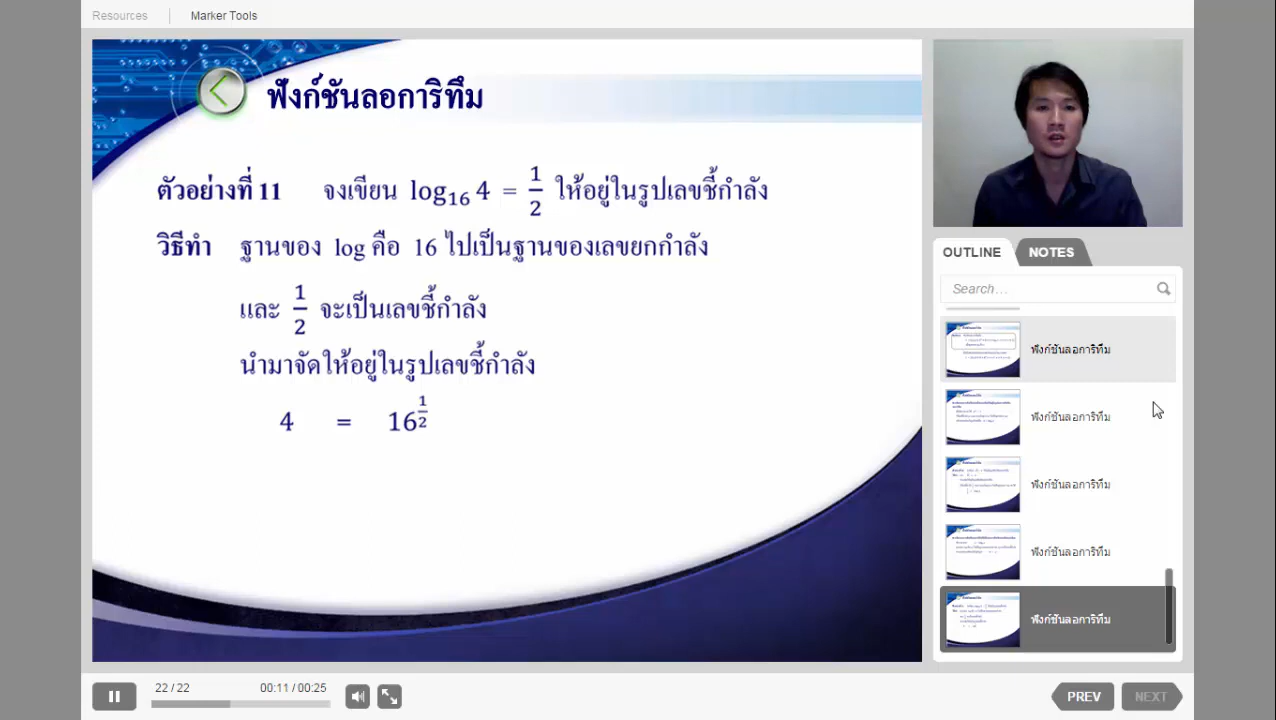 Resources
Marker Tools
ฟังก์ชันลอการิทึม
ตัวอย่างที่ 11 จงเขียน log₁₆ 4 = 1/2 ให้อยู่ในรูปเลขชี้กำลัง
วิธีทำ ฐานของ log คือ 16 ไปเป็นฐานของเลขยกกำลัง
และ 1/2 จะเป็นเลขชี้กำลัง
นำมาจัดให้อยู่ในรูปเลขชี้กำลัง
4 = 16^(1/2)
OUTLINE
NOTES
Search...
ฟังก์ชันลอการิทึม
ฟังก์ชันลอการิทึม
ฟังก์ชันลอการิทึม
ฟังก์ชันลอการิทึม
ฟังก์ชันลอการิทึม
22 / 22
00:11 / 00:25
PREV
NEXT